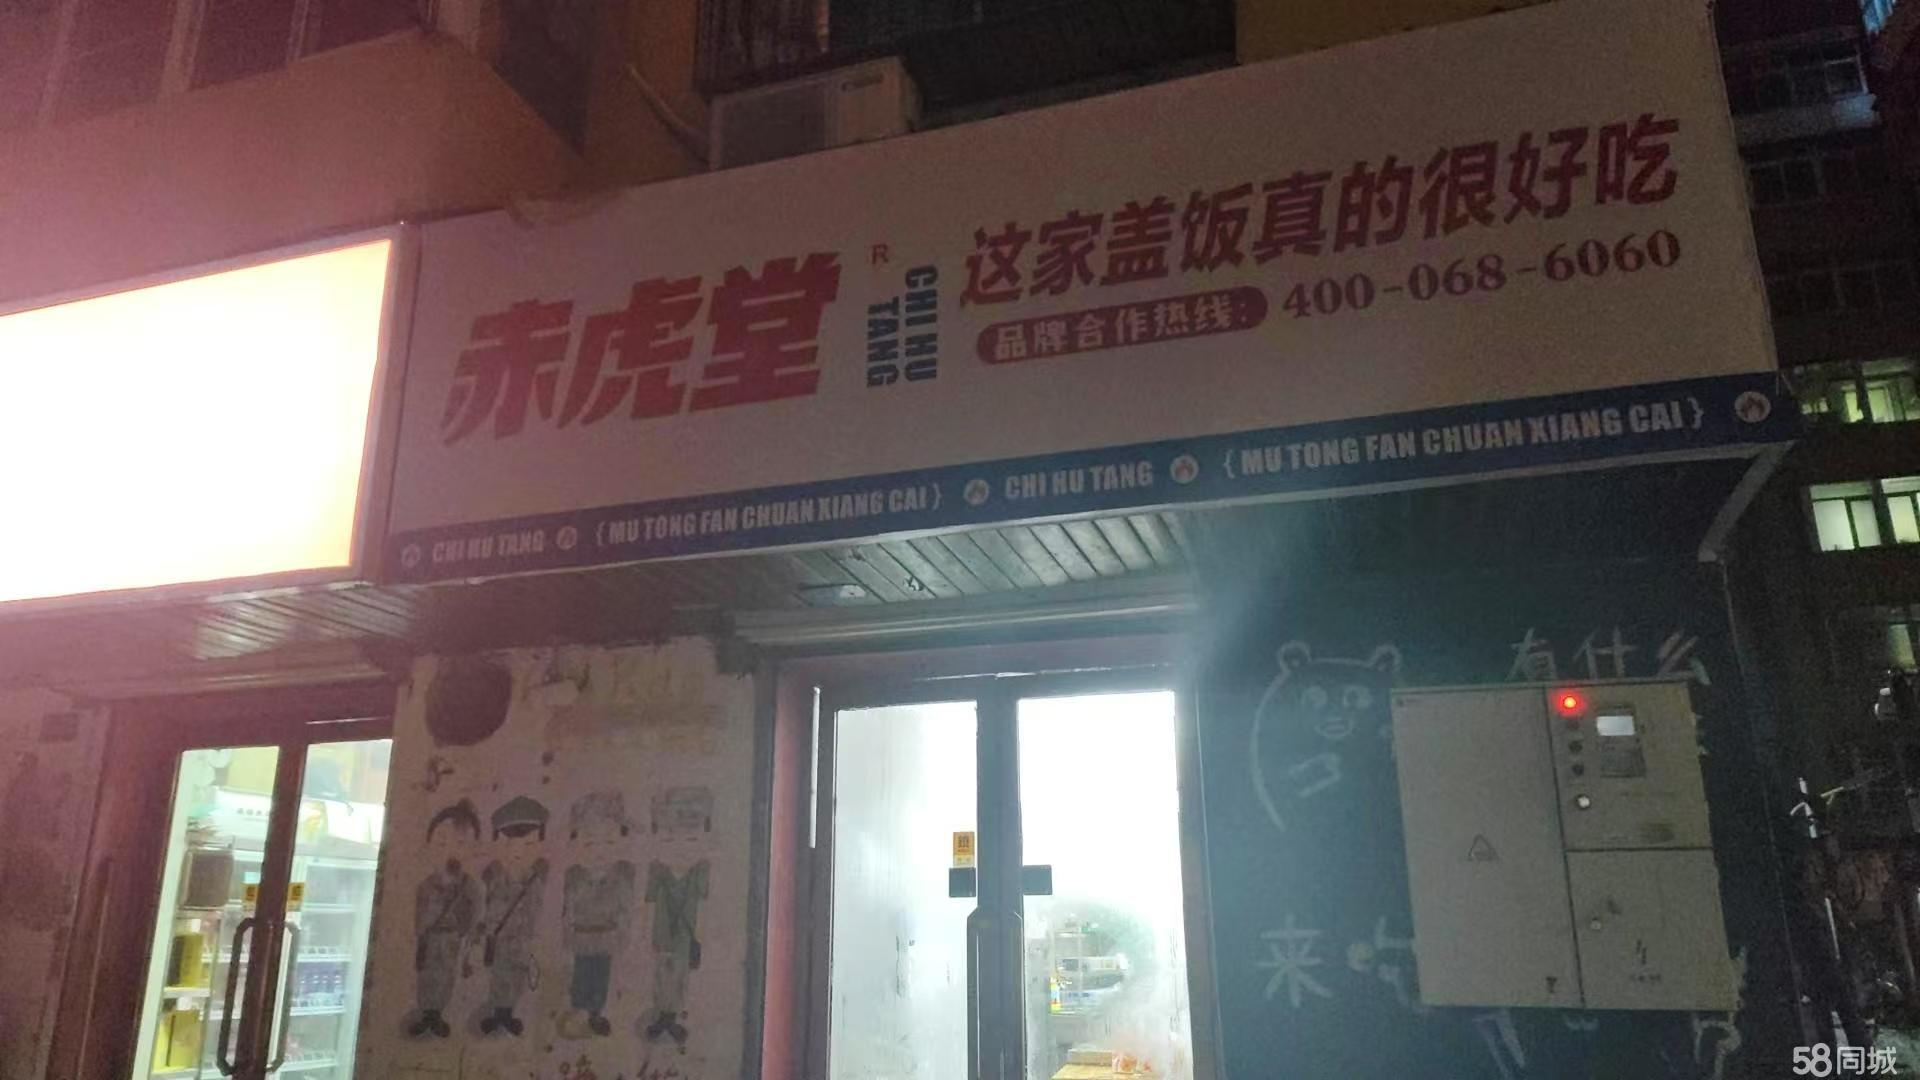 赤虎堂
R
CHI HU
TANG
这家盖饭真的很好吃
品牌合作热线: 400-068-6060
CHI HU TANG {MU TONG FAN CHUAN XIANG CAI} CHI HU TANG {MU TONG FAN CHUAN XIANG CAI}
有什么
来吃
58同城